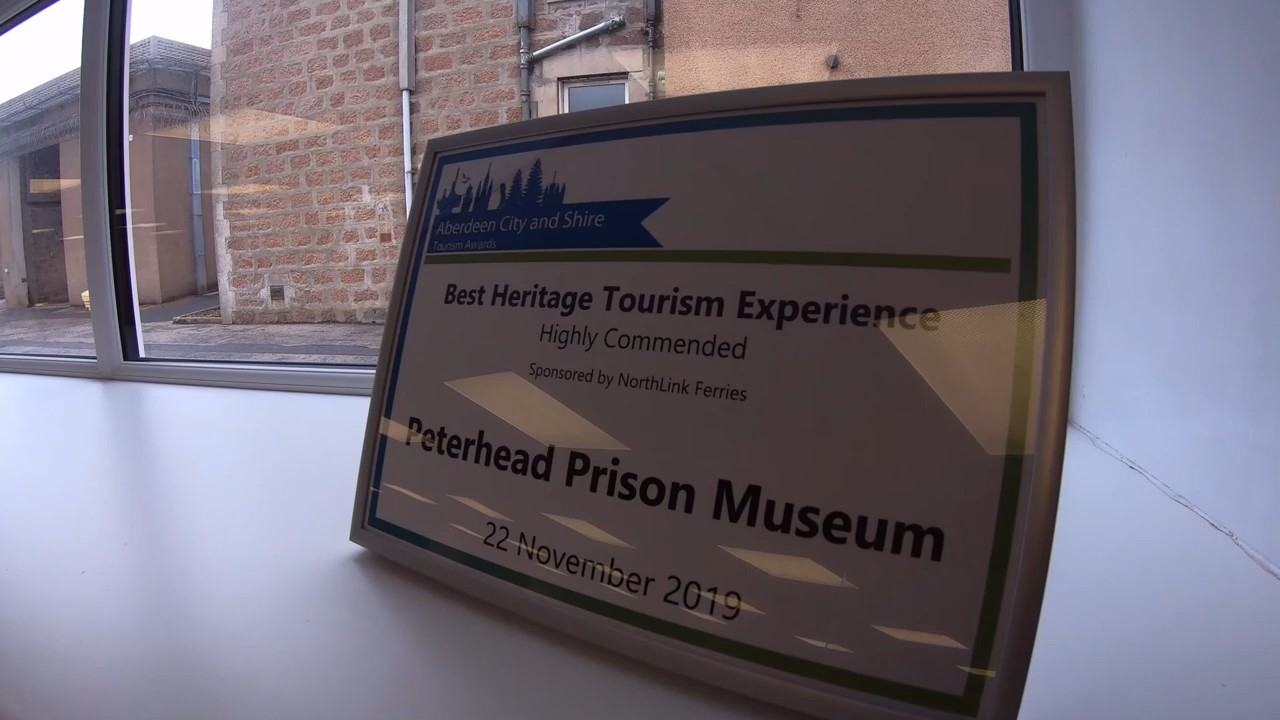 Aberdeen City and Shire
Tourism Awards
Best Heritage Tourism Experience
Highly Commended
Sponsored by NorthLink Ferries
Peterhead Prison Museum
22 November 2019